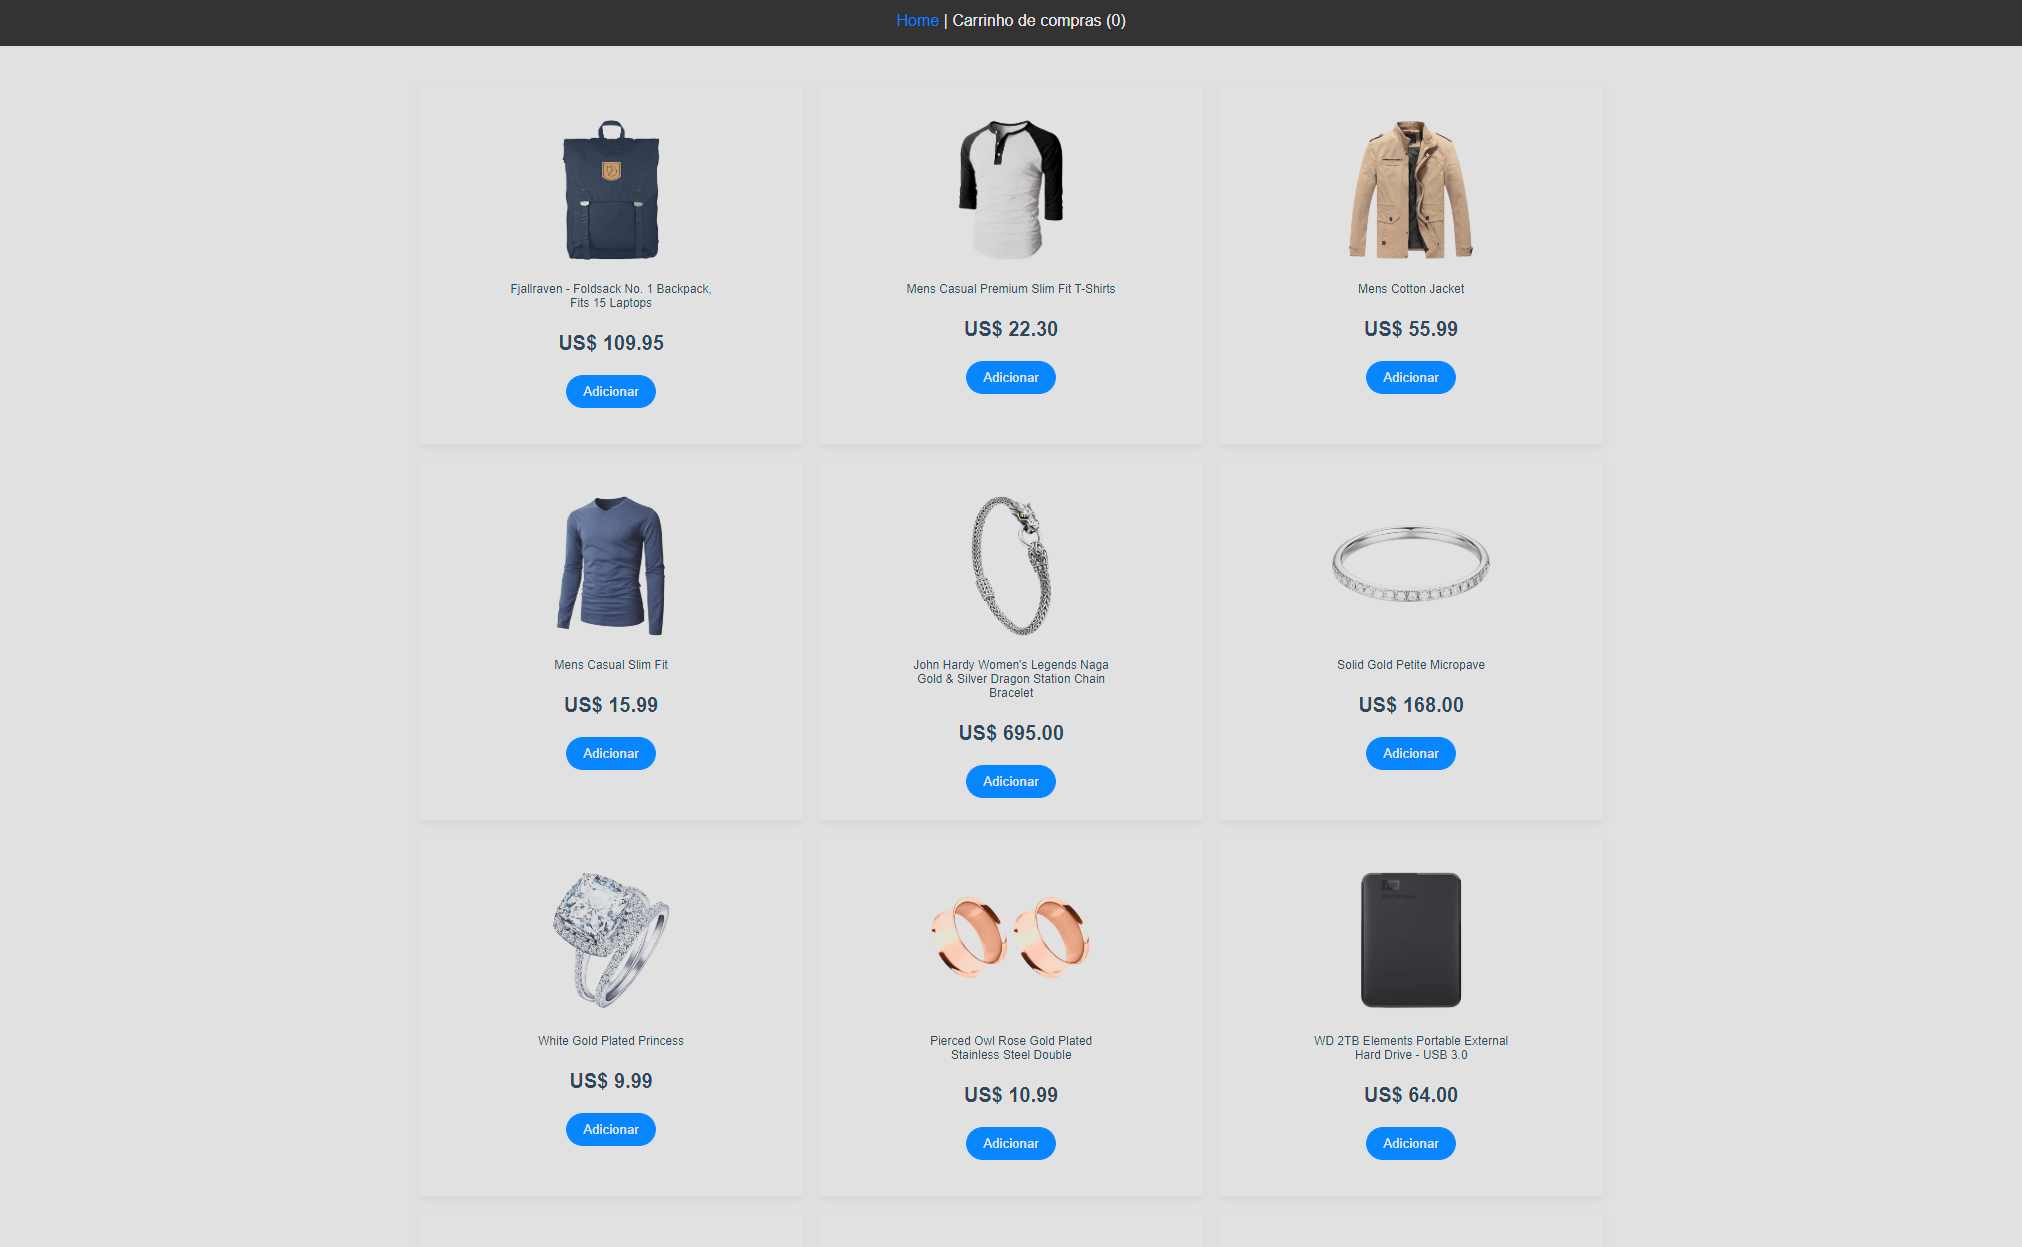 Home | Carrinho de compras (0)
Fjallraven - Foldsack No. 1 Backpack,
Fits 15 Laptops
US$ 109.95
Adicionar
Mens Casual Premium Slim Fit T-Shirts
US$ 22.30
Adicionar
Mens Cotton Jacket
US$ 55.99
Adicionar
Mens Casual Slim Fit
US$ 15.99
Adicionar
John Hardy Women's Legends Naga
Gold & Silver Dragon Station Chain
Bracelet
US$ 695.00
Adicionar
Solid Gold Petite Micropave
US$ 168.00
Adicionar
White Gold Plated Princess
US$ 9.99
Adicionar
Pierced Owl Rose Gold Plated
Stainless Steel Double
US$ 10.99
Adicionar
WD 2TB Elements Portable External
Hard Drive - USB 3.0
US$ 64.00
Adicionar